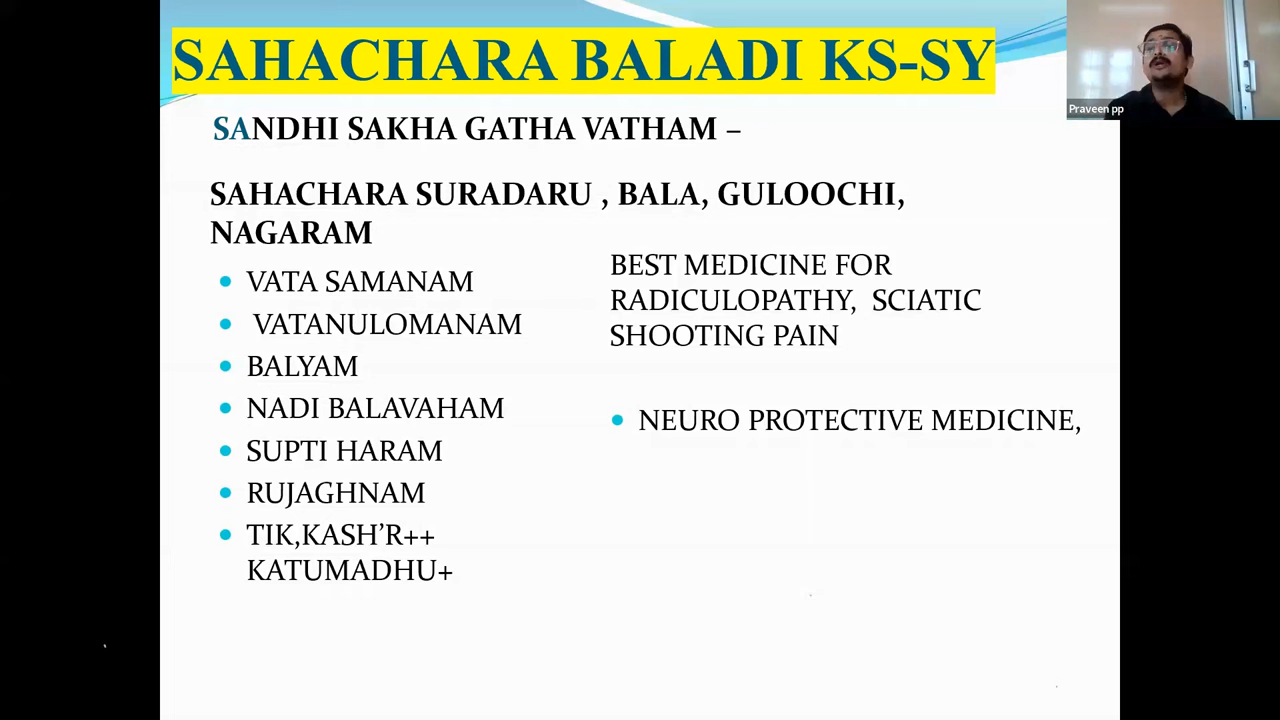 SAHACHARA BALADI KS-SY
SANDHI SAKHA GATHA VATHAM –
SAHACHARA SURADARU , BALA, GULOOCHI,
NAGARAM
VATA SAMANAM
VATANULOMANAM
BALYAM
NADI BALAVAHAM
SUPTI HARAM
RUJAGHNAM
TIK,KASH’R++
KATUMADHU+
BEST MEDICINE FOR
RADICULOPATHY, SCIATIC
SHOOTING PAIN
NEURO PROTECTIVE MEDICINE,
Praveen pp